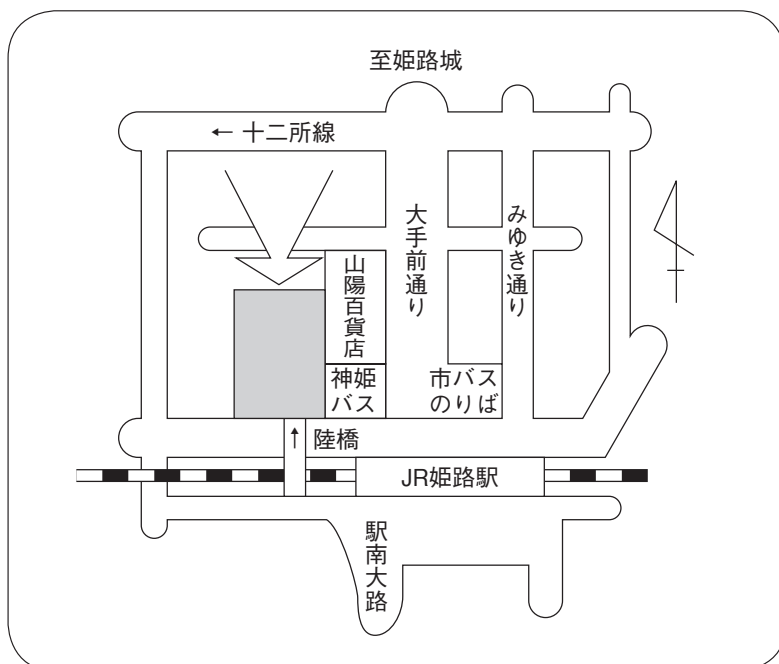 至姫路城
← 十二所線
大手前通り
みゆき通り
山陽百貨店
神姫
バス
市バス
のりば
↑ 陸橋
JR姫路駅
駅南大路